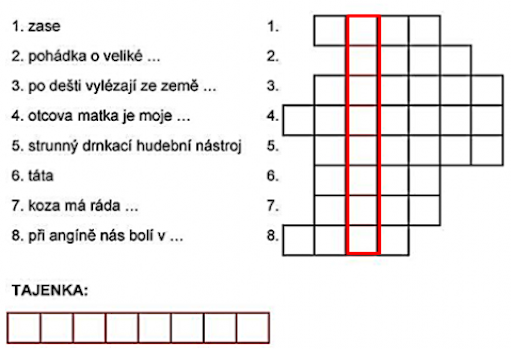 1. zase 1.
2. pohádka o veliké ... 2.
3. po dešti vylézají ze země ... 3.
4. otcova matka je moje ... 4.
5. strunný drnkací hudební nástroj 5.
6. táta 6.
7. koza má ráda ... 7.
8. při angíně nás bolí v ... 8.
TAJENKA: